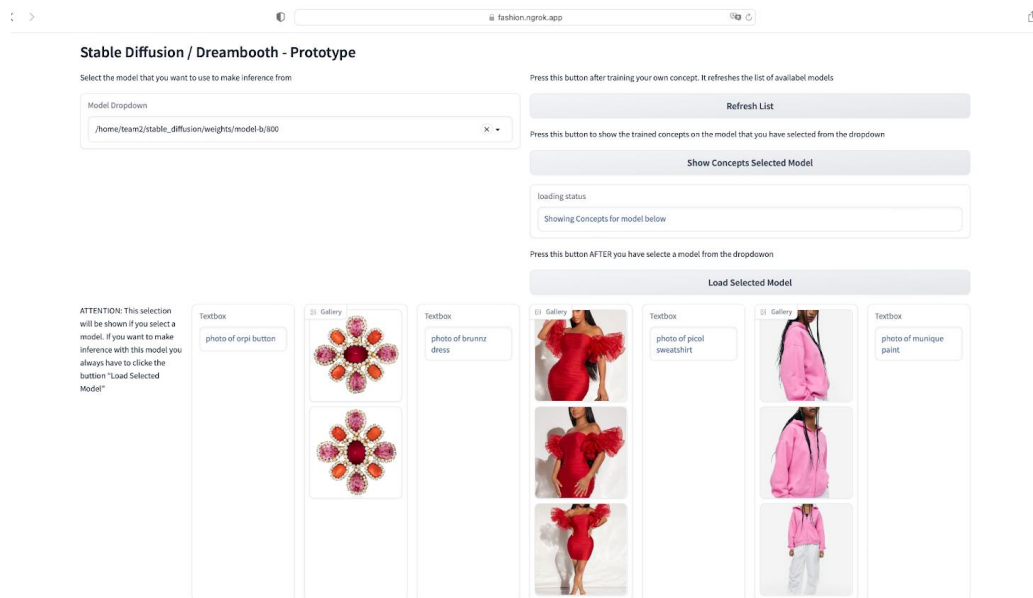 fashion.ngrok.app
Stable Diffusion / Dreambooth - Prototype
Select the model that you want to use to make inference from
Model Dropdown
/home/team2/stable_diffusion/weights/model-b/800
Press this button after training your own concept. It refreshes the list of availabel models
Refresh List
Press this button to show the trained concepts on the model that you have selected from the dropdown
Show Concepts Selected Model
loading status
Showing Concepts for model below
Press this button AFTER you have selecte a model from the dropdowon
Load Selected Model
ATTENTION: This selection
will be shown if you select a
model. If you want to make
inference with this model you
always have to clicke the
buttion "Load Selected
Model"
Textbox
photo of orpi button
Gallery
Textbox
photo of brunnz
dress
Gallery
Textbox
photo of picol
sweatshirt
Gallery
Textbox
photo of munique
paint